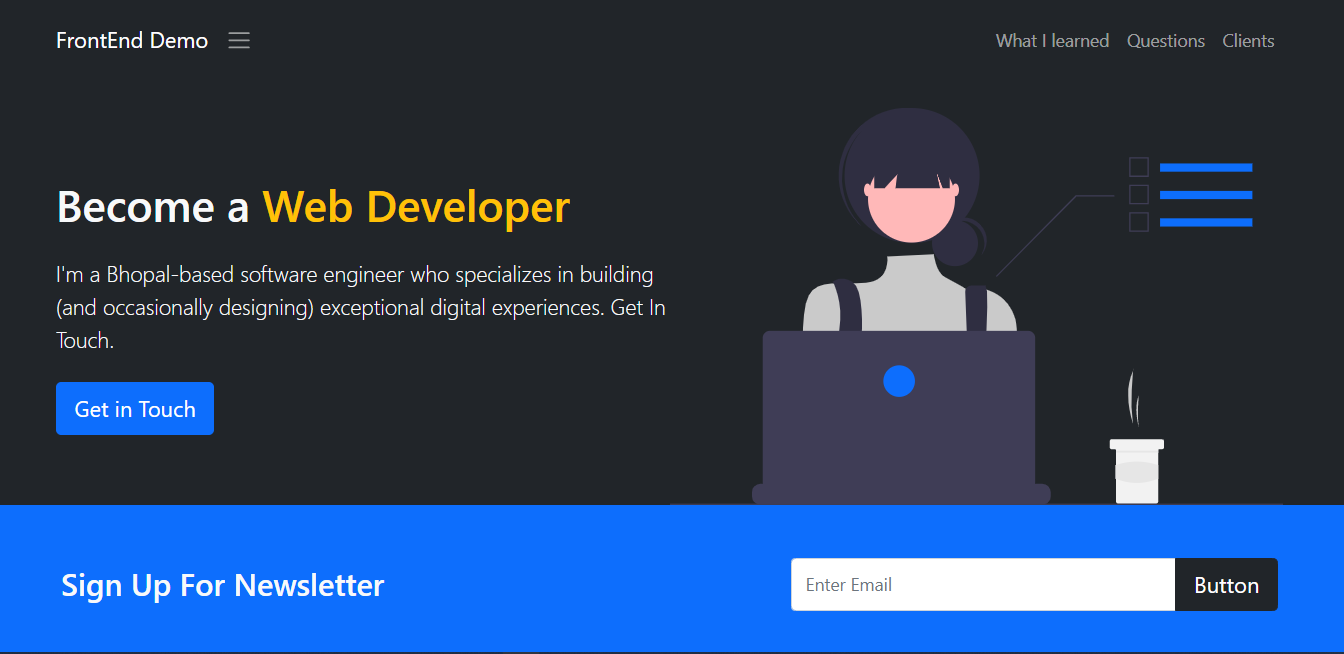 FrontEnd Demo
What I learned Questions Clients
Become a Web Developer
I'm a Bhopal-based software engineer who specializes in building
(and occasionally designing) exceptional digital experiences. Get In
Touch.
Get in Touch
Sign Up For Newsletter
Enter Email
Button